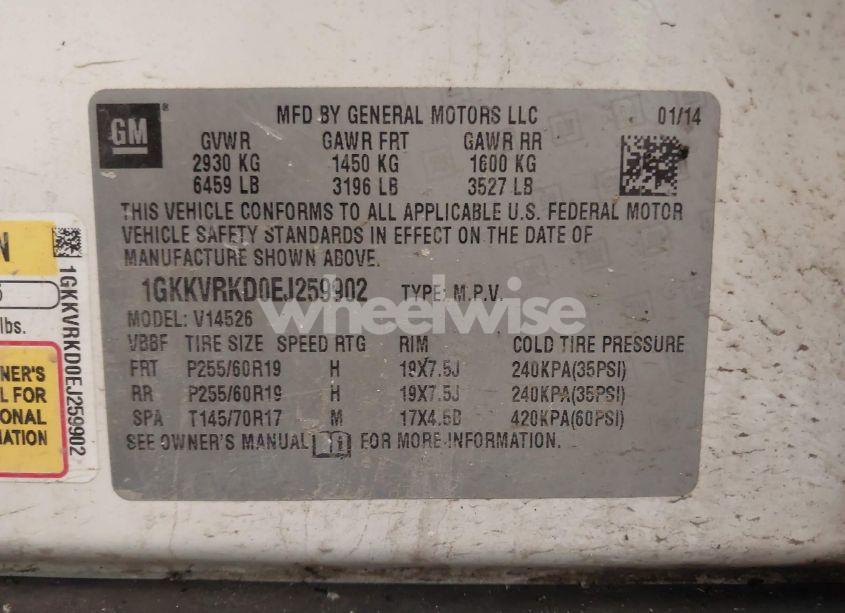 GM
MFD BY GENERAL MOTORS LLC 01/14
GVWR GAWR FRT GAWR RR
2930 KG 1450 KG 1600 KG
6459 LB 3196 LB 3527 LB
THIS VEHICLE CONFORMS TO ALL APPLICABLE U.S. FEDERAL MOTOR
VEHICLE SAFETY STANDARDS IN EFFECT ON THE DATE OF
MANUFACTURE SHOWN ABOVE.
1GKKVRKD0EJ259902 TYPE: M.P.V.
MODEL: V14526
VBBF TIRE SIZE SPEED RTG RIM COLD TIRE PRESSURE
FRT P255/60R19 H 19X7.5J 240KPA(35PSI)
RR P255/60R19 H 19X7.5J 240KPA(35PSI)
SPA T145/70R17 M 17X4.5B 420KPA(60PSI)
SEE OWNER'S MANUAL FOR MORE INFORMATION.
wheelwise
N
lbs.
NER'S
L FOR
IONAL
MATION
1GKKVRKD0EJ259902